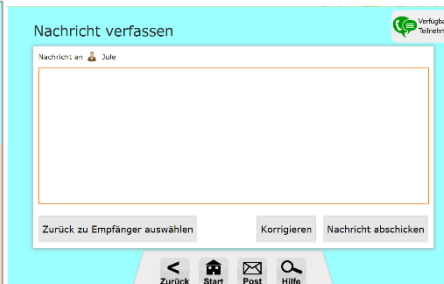 Nachricht verfassen
Nachricht an Jule
Zurück zu Empfänger auswählen
Korrigieren
Nachricht abschicken
Zurück
Start
Post
Hilfe